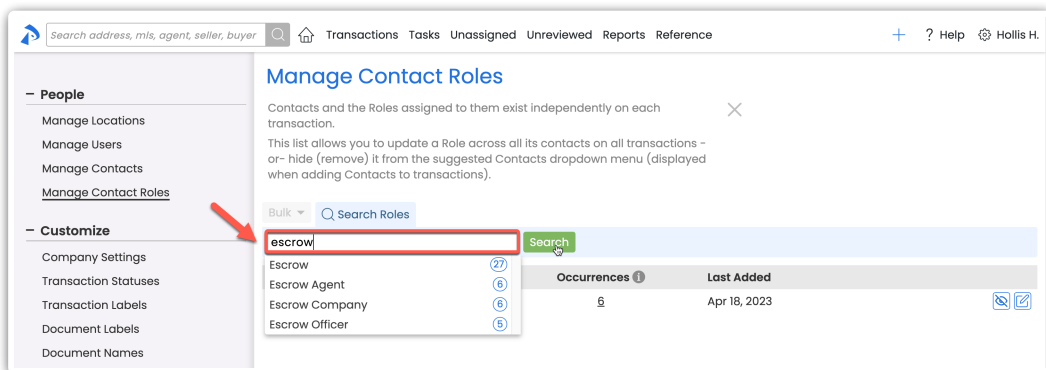 Search address, mls, agent, seller, buyer
Transactions Tasks Unassigned Unreviewed Reports Reference
? Help Hollis H.
People
Manage Locations
Manage Users
Manage Contacts
Manage Contact Roles
Customize
Company Settings
Transaction Statuses
Transaction Labels
Document Labels
Document Names
Manage Contact Roles
Contacts and the Roles assigned to them exist independently on each
transaction.
This list allows you to update a Role across all its contacts on all transactions -
or- hide (remove) it from the suggested Contacts dropdown menu (displayed
when adding Contacts to transactions).
Bulk Search Roles
escrow Search
Escrow 27
Escrow Agent 6
Escrow Company 6
Escrow Officer 5
Occurrences Last Added
6 Apr 18, 2023